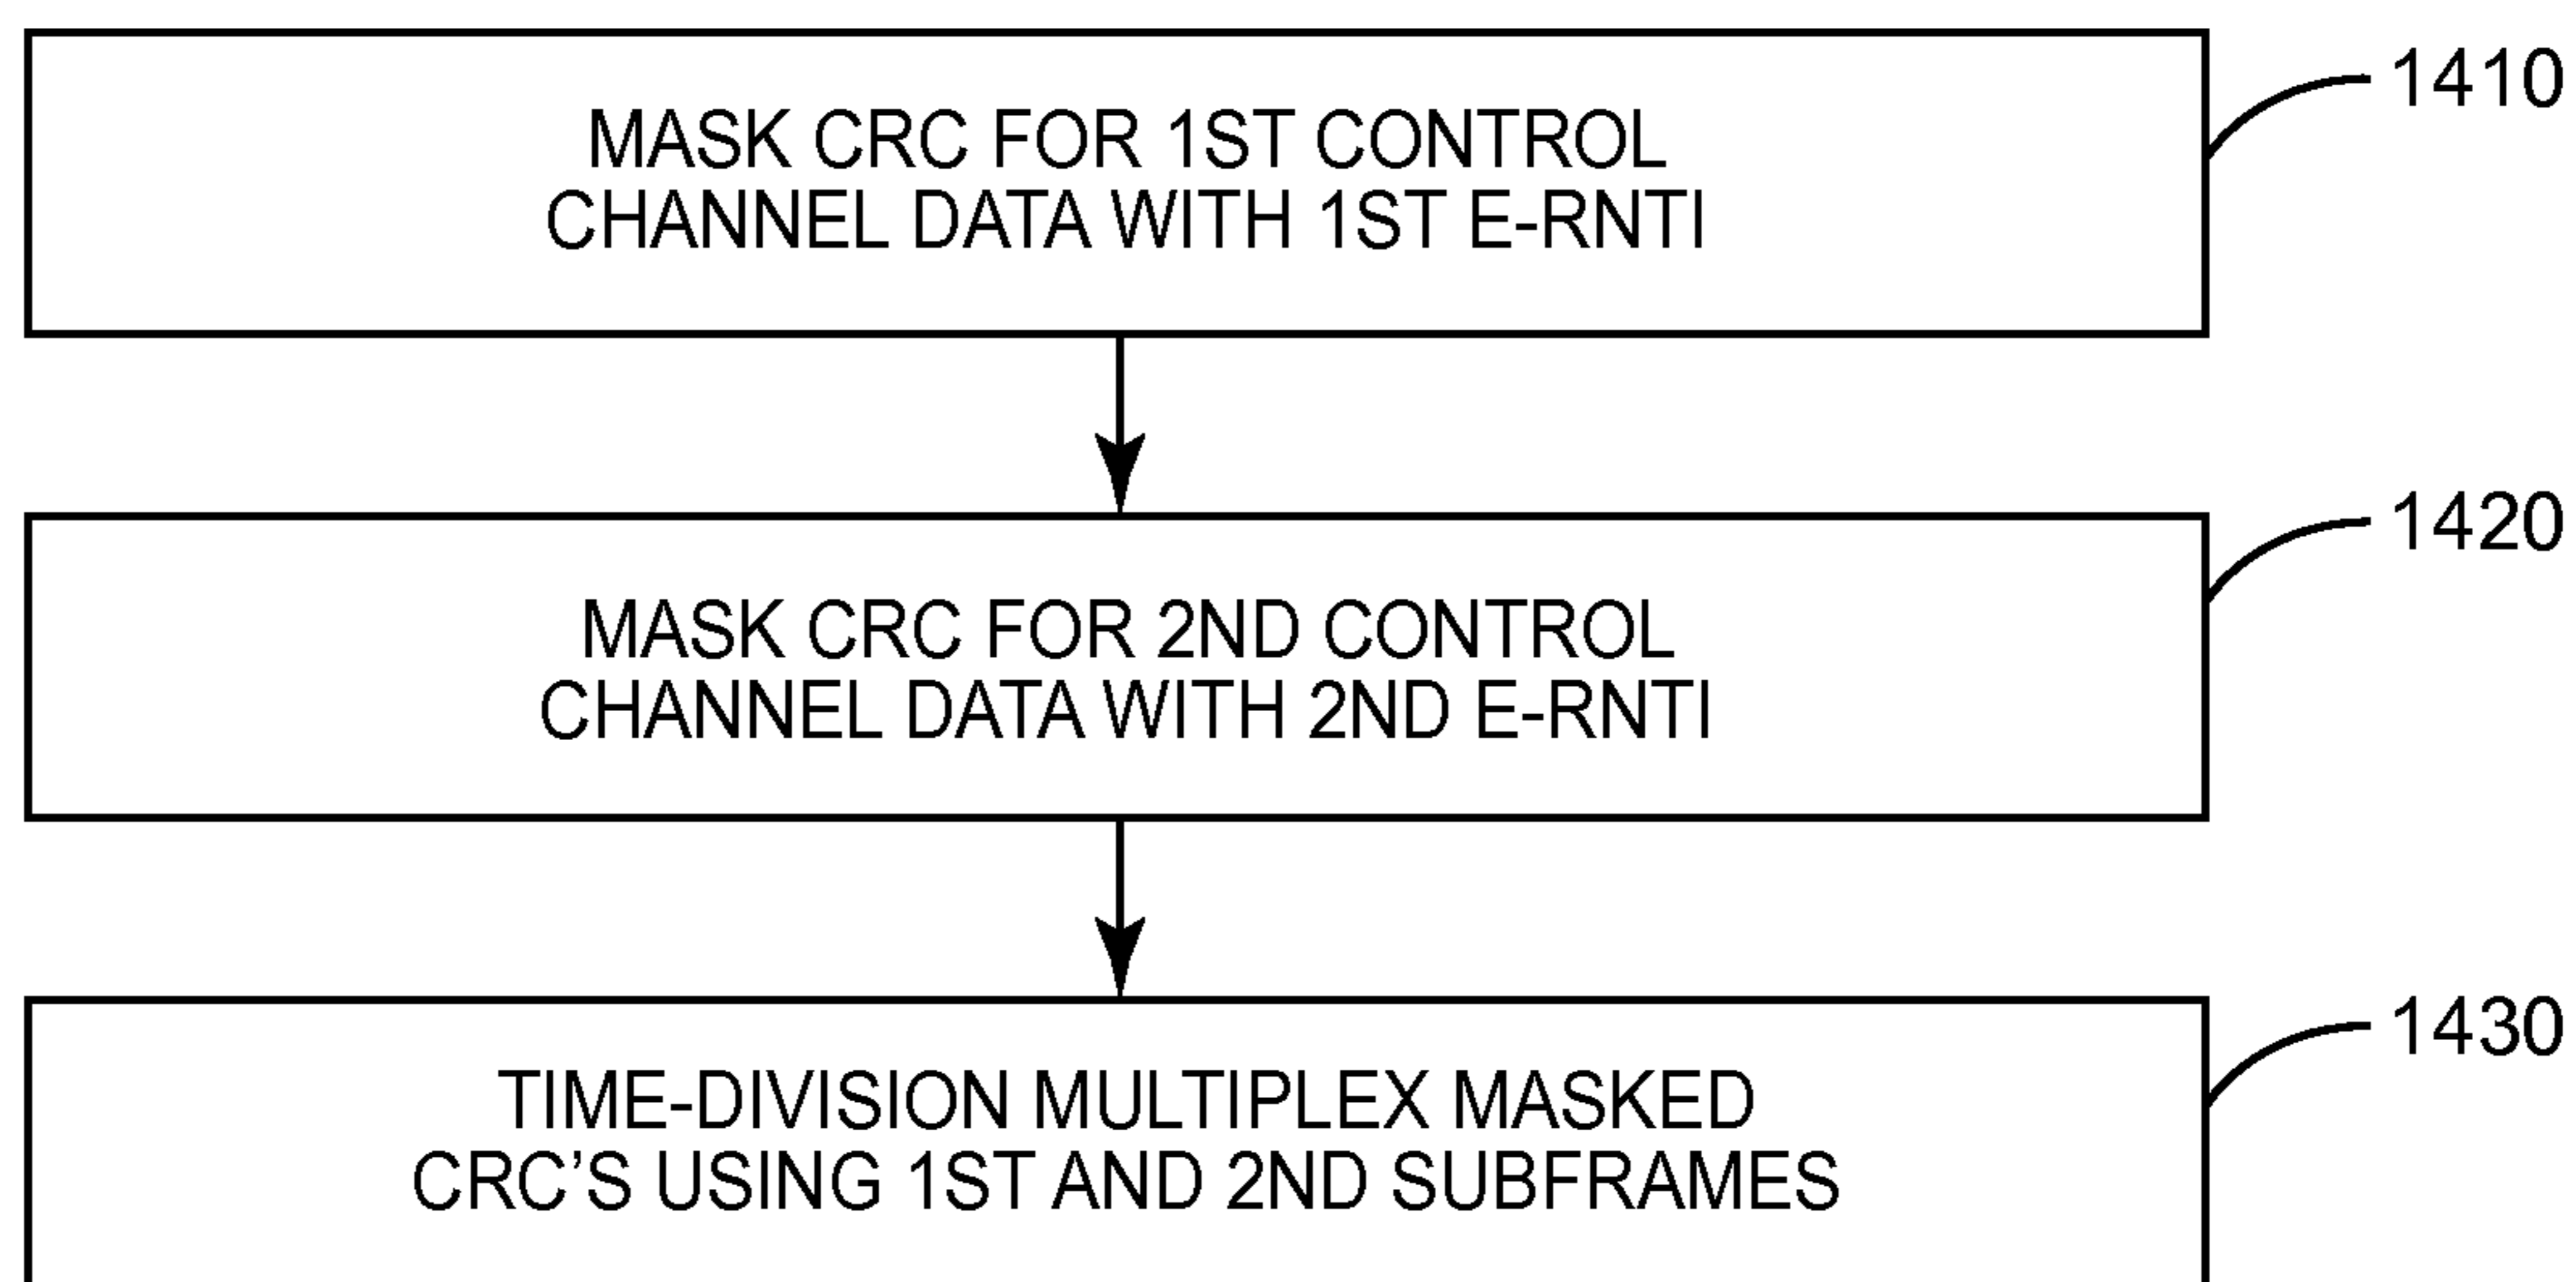 MASK CRC FOR 1ST CONTROL
CHANNEL DATA WITH 1ST E-RNTI
1410
MASK CRC FOR 2ND CONTROL
CHANNEL DATA WITH 2ND E-RNTI
1420
TIME-DIVISION MULTIPLEX MASKED
CRC'S USING 1ST AND 2ND SUBFRAMES
1430